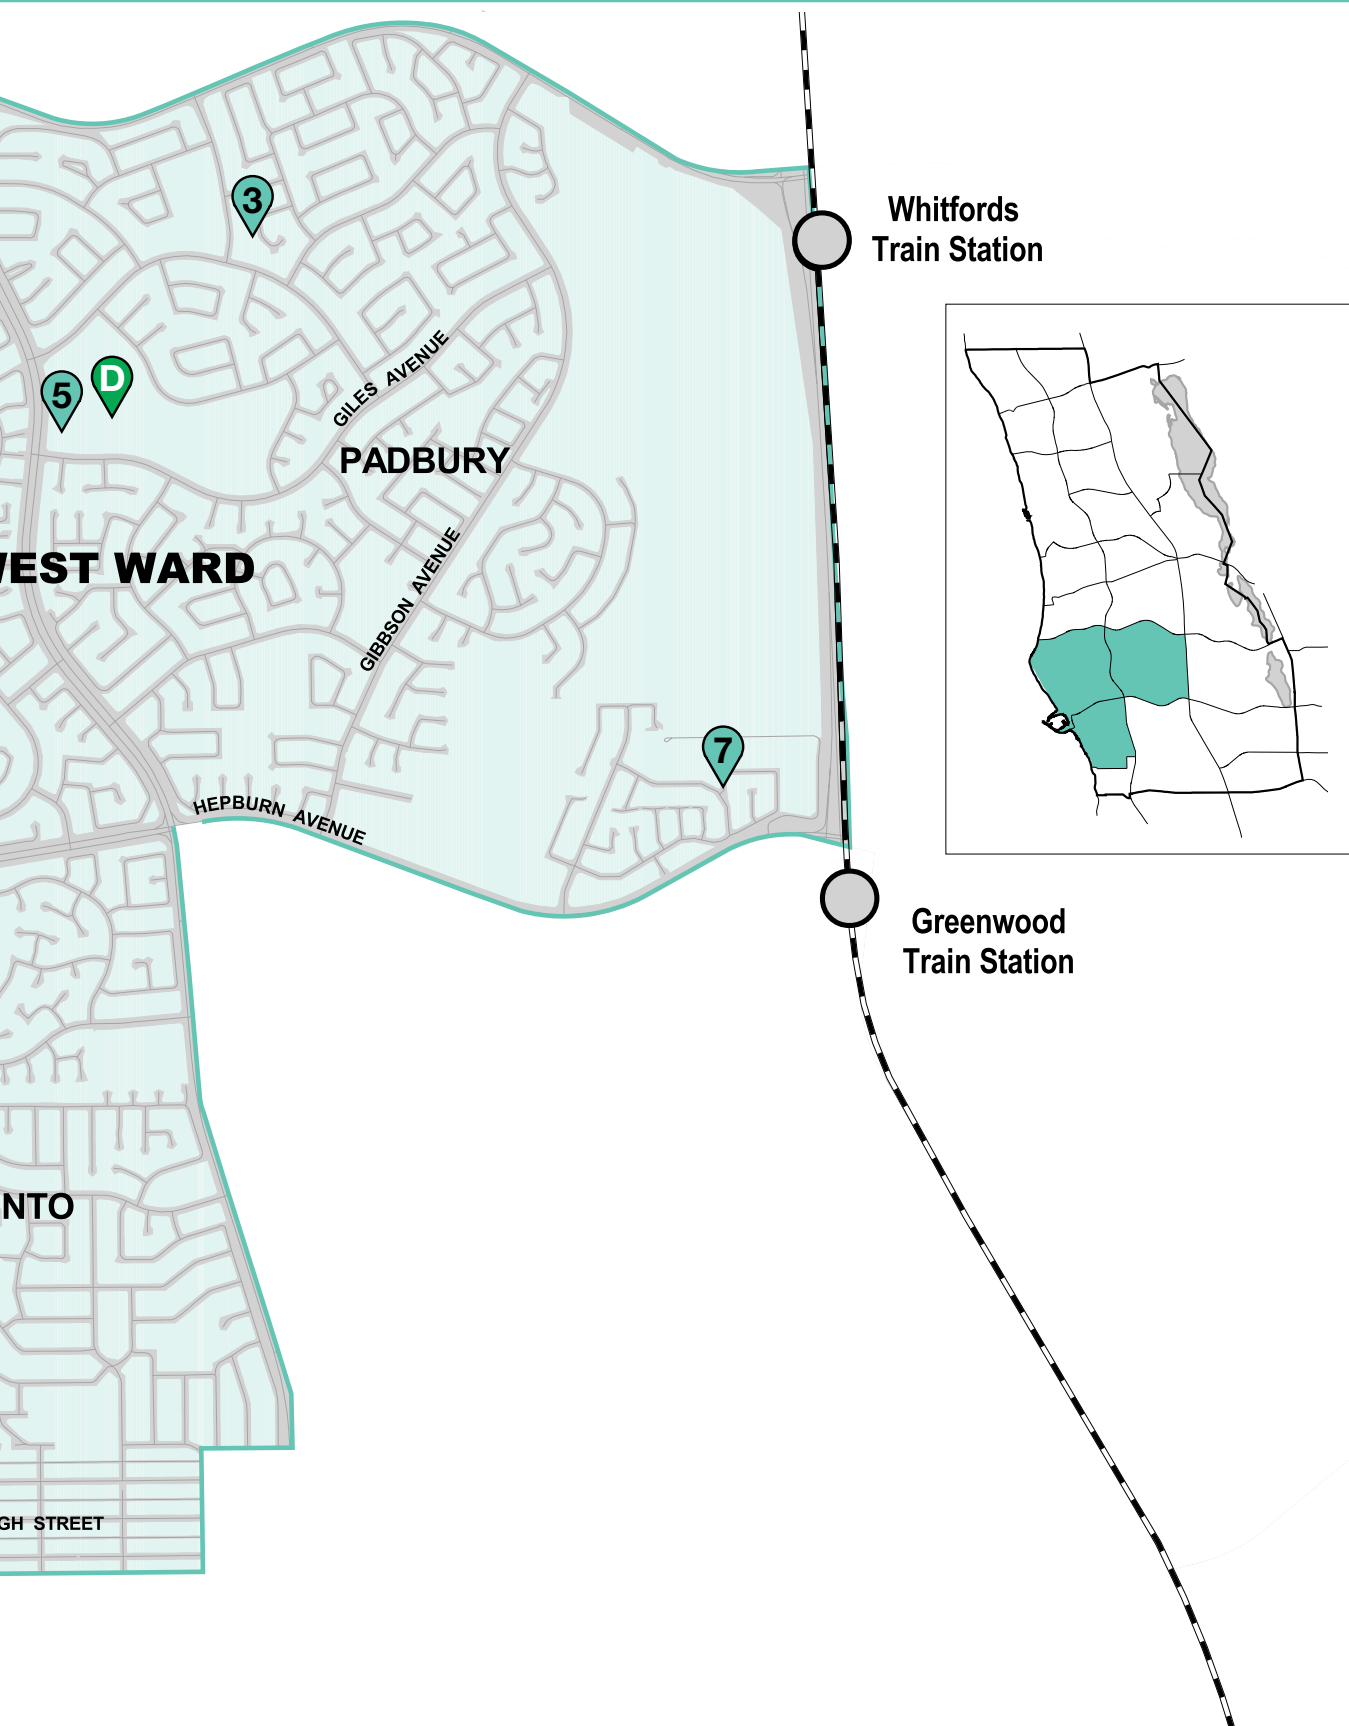 3
Whitfords
Train Station
5
D
GILES AVENUE
PADBURY
WEST WARD
GIBBSON AVENUE
7
HEPBURN AVENUE
Greenwood
Train Station
NTO
GH STREET